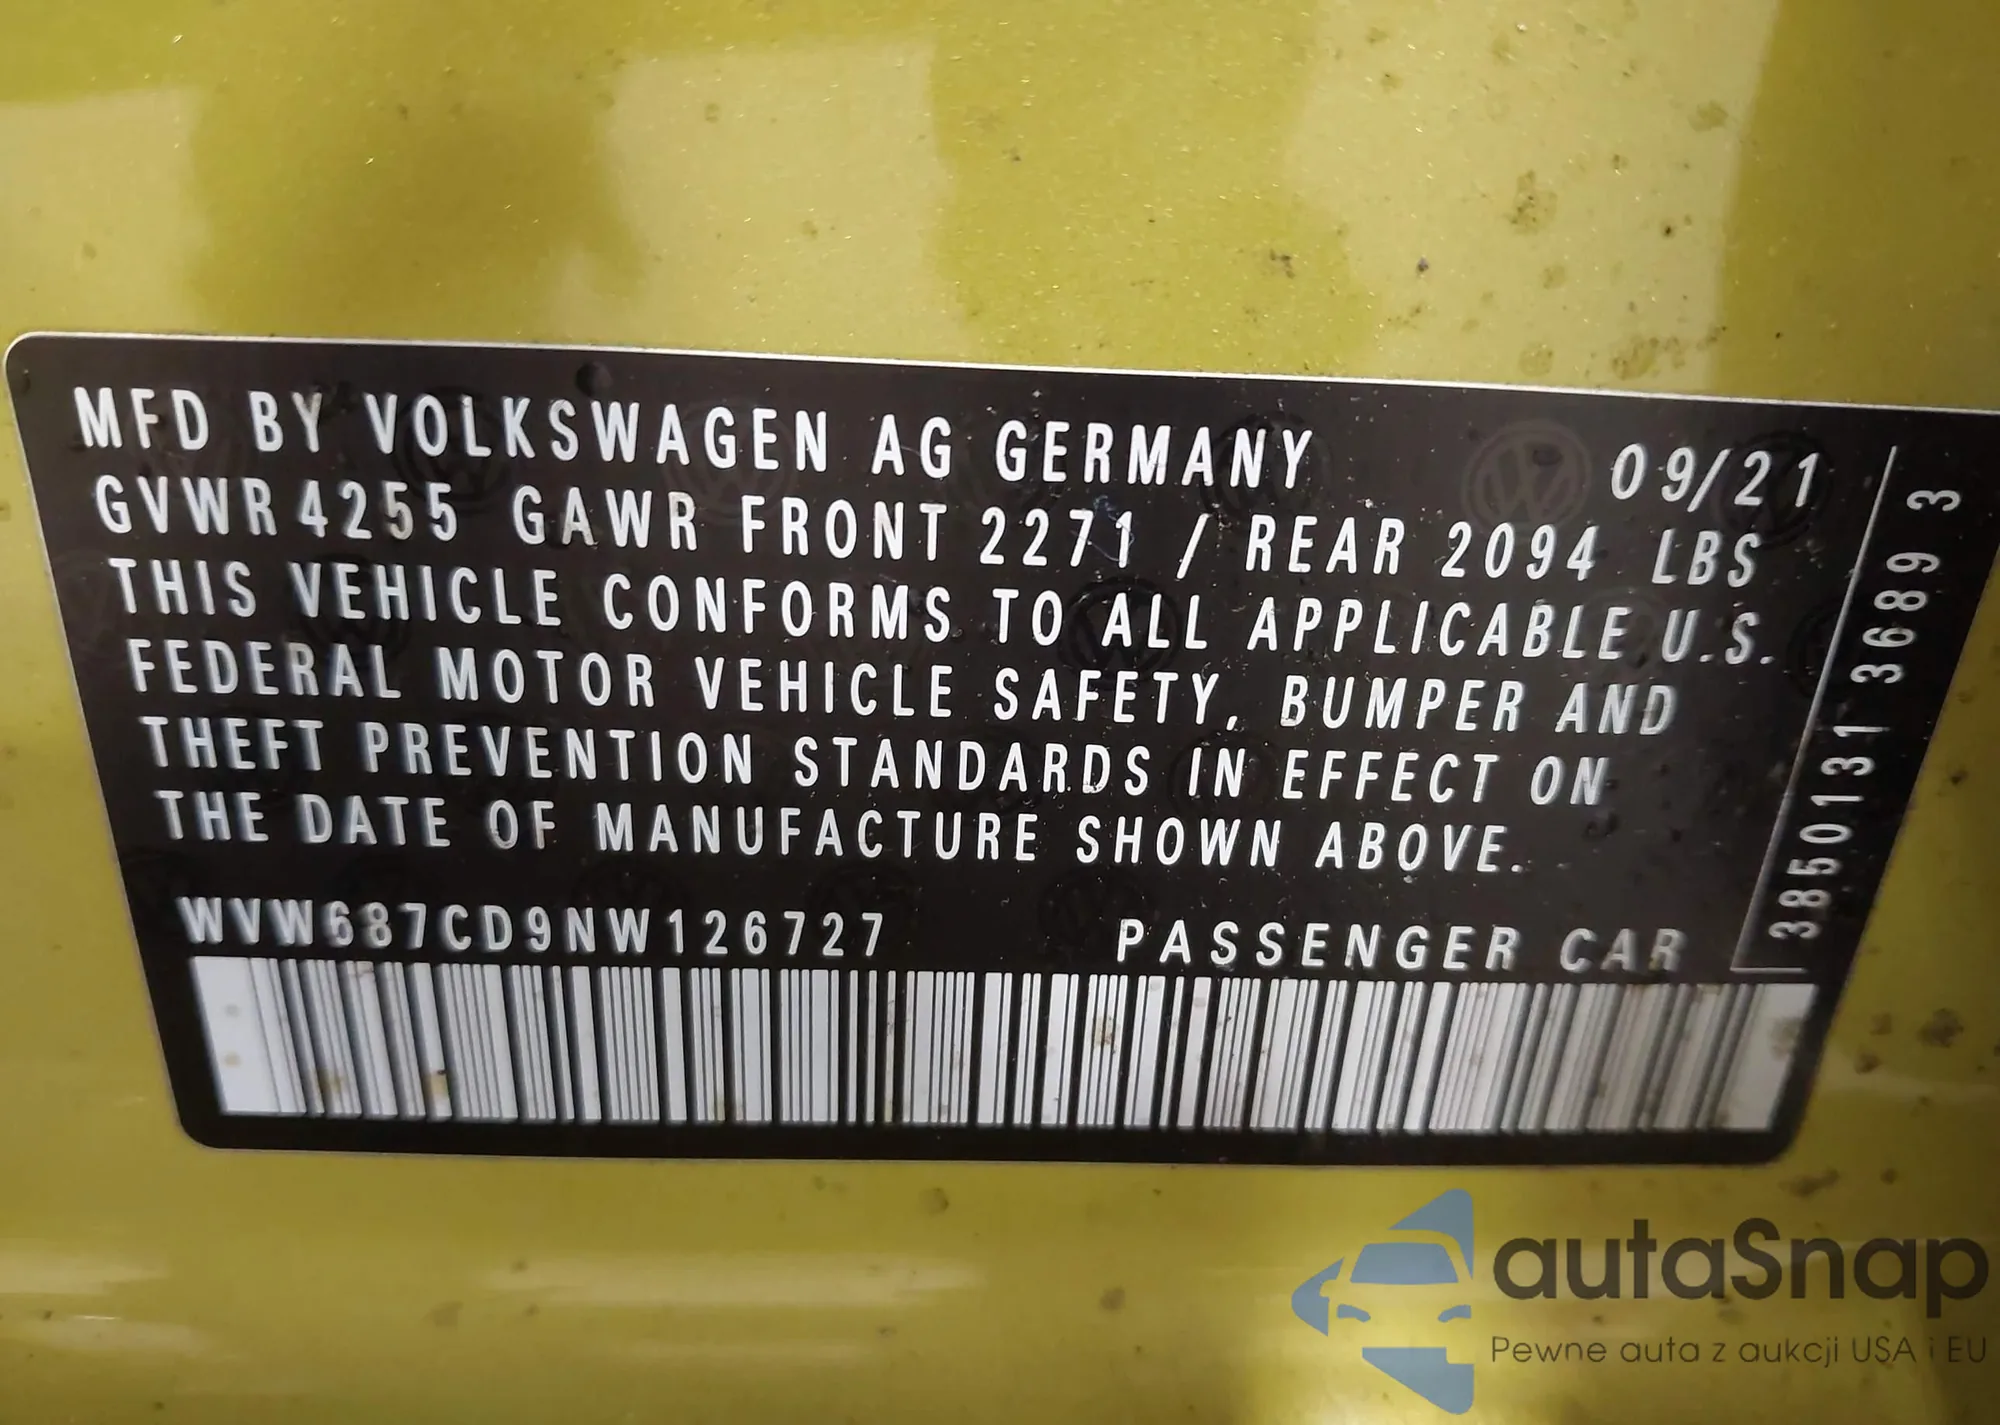 MFD BY VOLKSWAGEN AG GERMANY 09/21
GVWR 4255 GAWR FRONT 2271 / REAR 2094 LBS
THIS VEHICLE CONFORMS TO ALL APPLICABLE U.S.
FEDERAL MOTOR VEHICLE SAFETY, BUMPER AND
THEFT PREVENTION STANDARDS IN EFFECT ON
THE DATE OF MANUFACTURE SHOWN ABOVE.
WVW687CD9NW126727 PASSENGER CAR
3850131 3689 3
autaSnap
Pewne auta z aukcji USA i EU